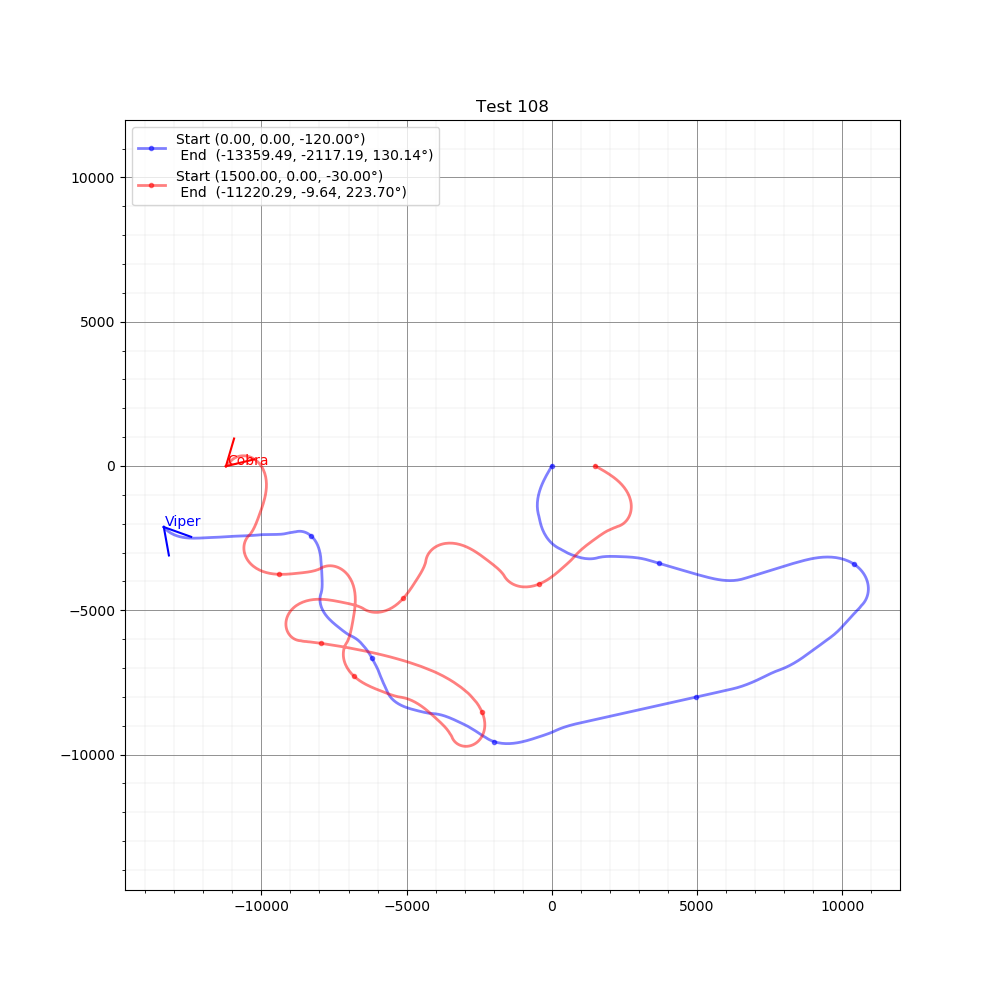 Test 108
Start (0.00, 0.00, -120.00°)
End  (-13359.49, -2117.19, 130.14°)
Start (1500.00, 0.00, -30.00°)
End  (-11220.29, -9.64, 223.70°)
10000
5000
0
−5000
−10000
Cobra
Viper
−10000
−5000
0
5000
10000